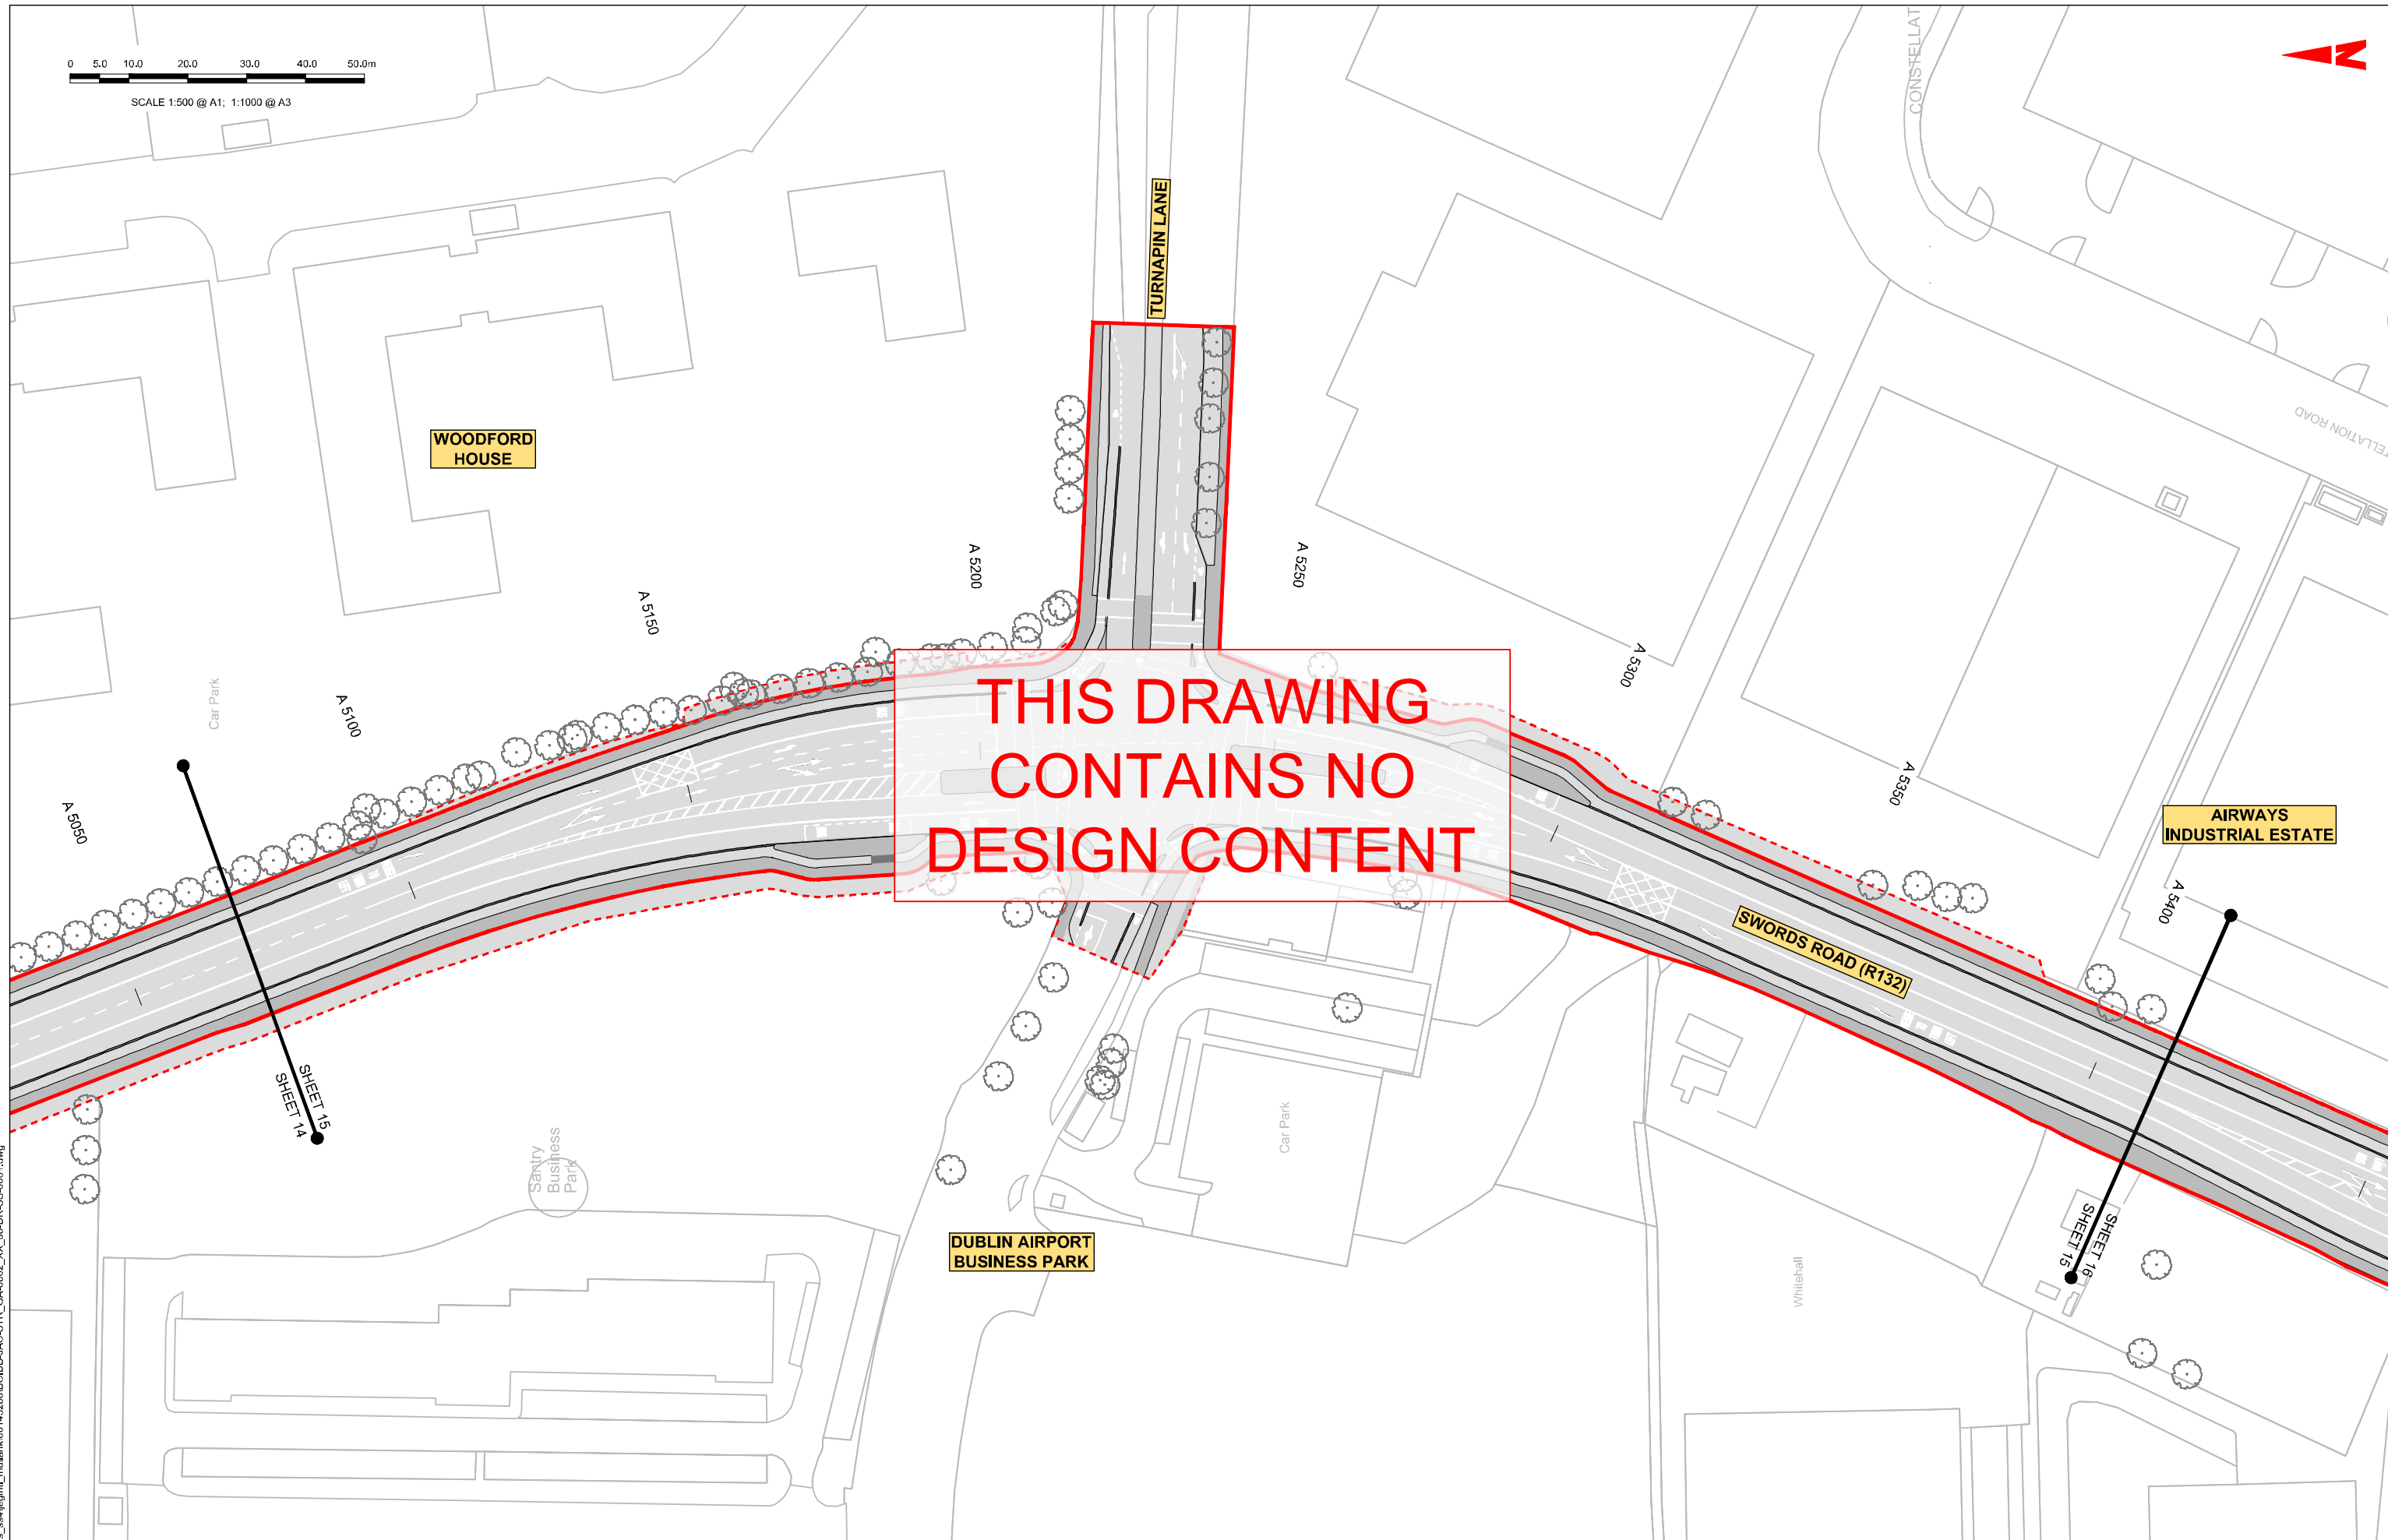 0 5.0 10.0 20.0 30.0 40.0 50.0m
SCALE 1:500 @ A1; 1:1000 @ A3
CONSTELLAT
N
TURNAPIN LANE
WOODFORD
HOUSE
TELLATION ROAD
A 5050
A 5100
A 5150
A 5200
A 5250
A 5300
A 5350
A 5400
Car Park
THIS DRAWING
CONTAINS NO
DESIGN CONTENT
AIRWAYS
INDUSTRIAL ESTATE
SWORDS ROAD (R132)
SHEET 15
SHEET 14
Santry
Business
Park
Car Park
DUBLIN AIRPORT
BUSINESS PARK
Whitehall
SHEET 16
SHEET 15